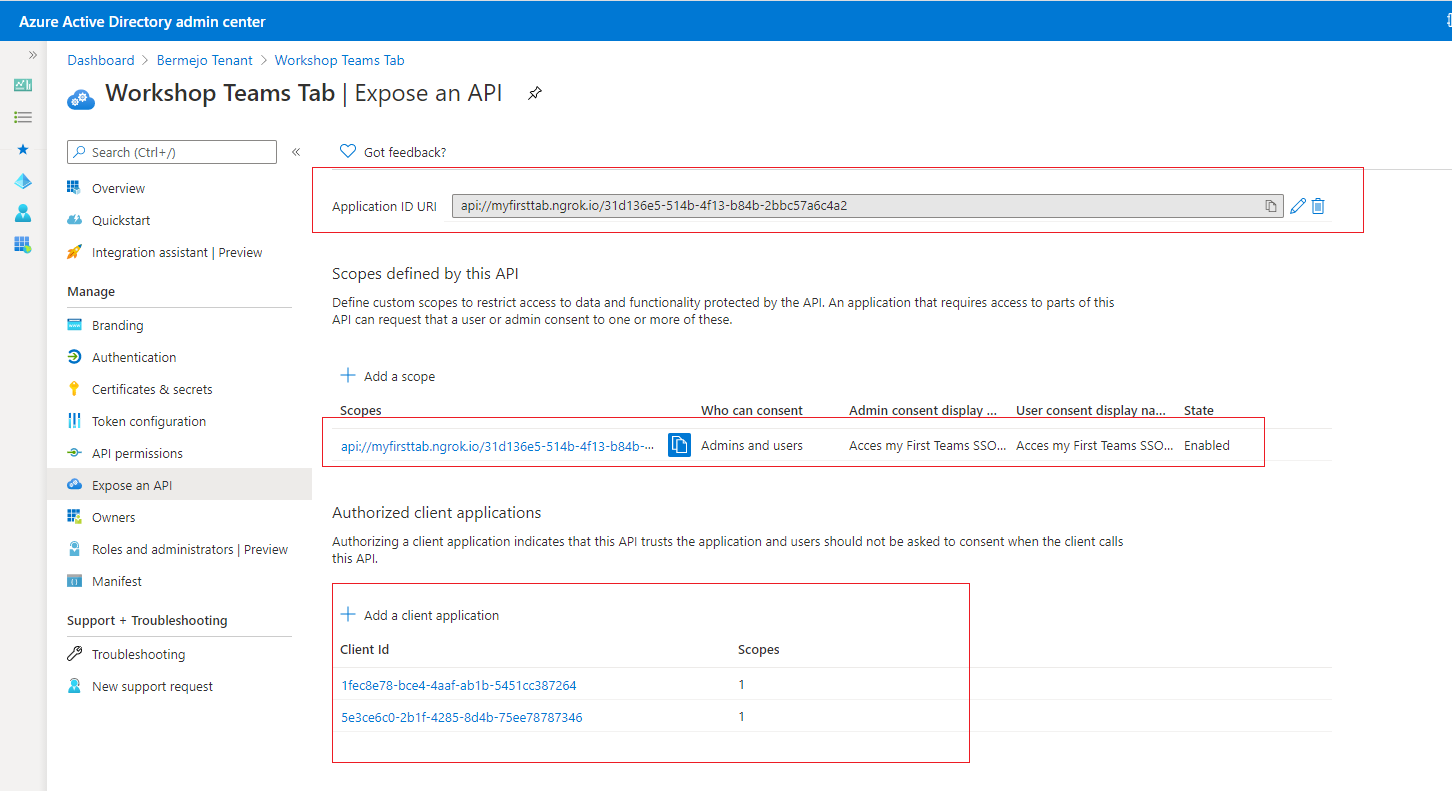 Azure Active Directory admin center
Dashboard > Bermejo Tenant > Workshop Teams Tab
Workshop Teams Tab | Expose an API
Search (Ctrl+/)
Overview
Quickstart
Integration assistant | Preview
Manage
Branding
Authentication
Certificates & secrets
Token configuration
API permissions
Expose an API
Owners
Roles and administrators | Preview
Manifest
Support + Troubleshooting
Troubleshooting
New support request
Got feedback?
Application ID URI api://myfirsttab.ngrok.io/31d136e5-514b-4f13-b84b-2bbc57a6c4a2
Scopes defined by this API
Define custom scopes to restrict access to data and functionality protected by the API. An application that requires access to parts of this
API can request that a user or admin consent to one or more of these.
Add a scope
Scopes Who can consent Admin consent display ... User consent display na... State
api://myfirsttab.ngrok.io/31d136e5-514b-4f13-b84b-... Admins and users Acces my First Teams SSO... Acces my First Teams SSO... Enabled
Authorized client applications
Authorizing a client application indicates that this API trusts the application and users should not be asked to consent when the client calls
this API.
Add a client application
Client Id Scopes
1fec8e78-bce4-4aaf-ab1b-5451cc387264 1
5e3ce6c0-2b1f-4285-8d4b-75ee78787346 1